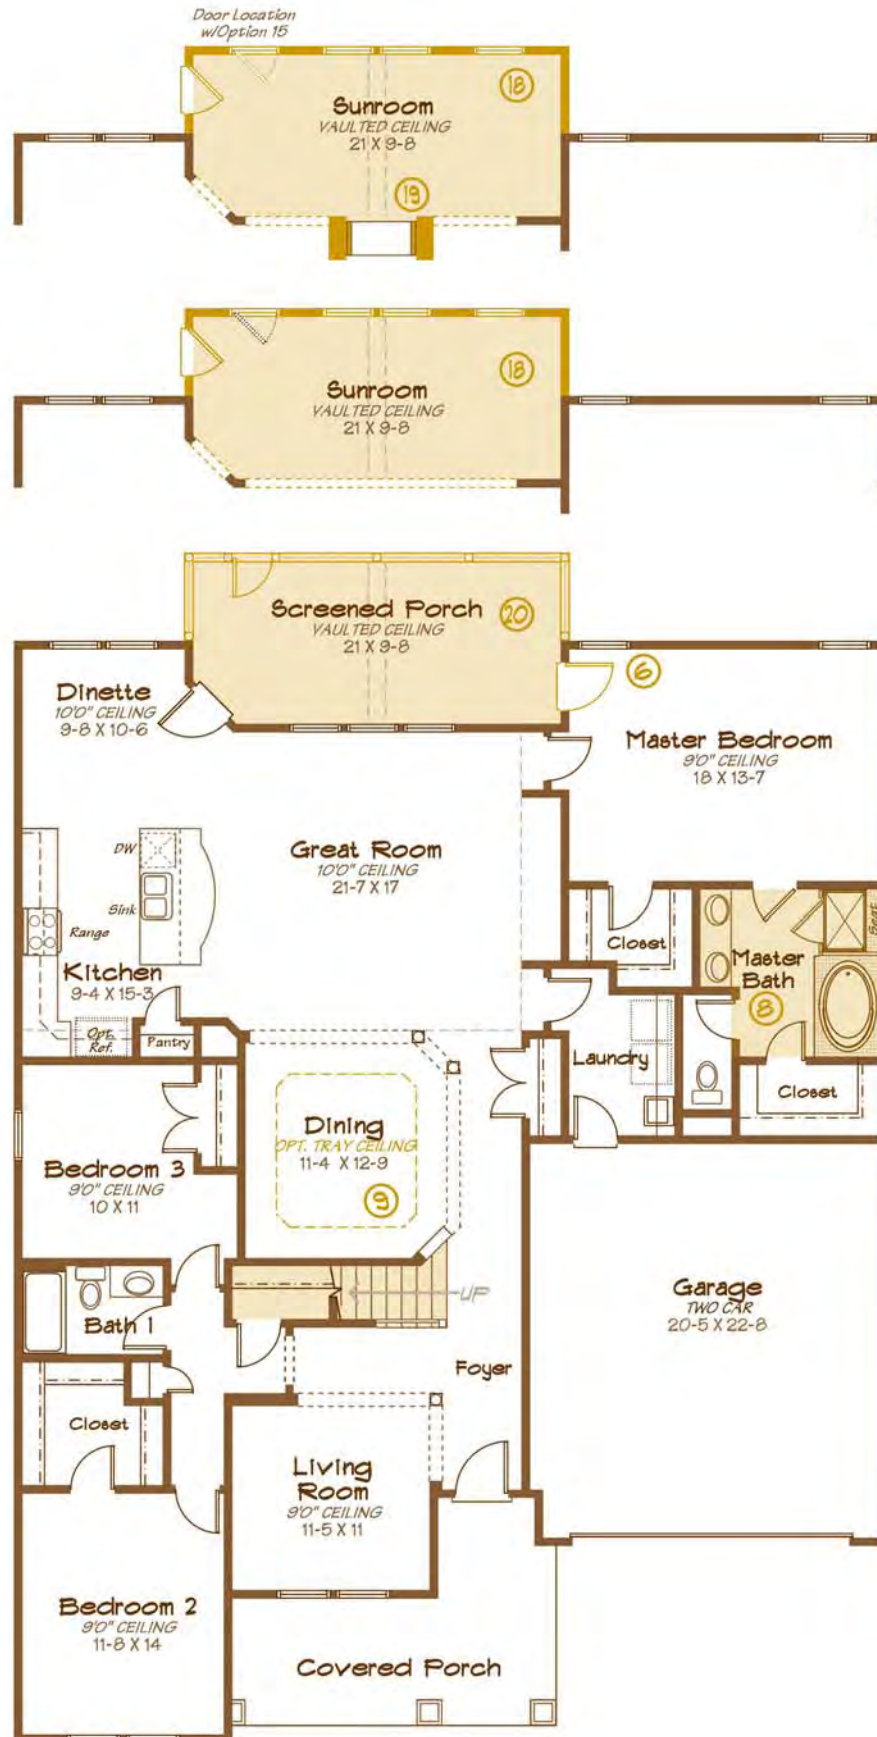 Door Location
w/Option 15
18
Sunroom
VAULTED CEILING
21 X 9-8
19
18
Sunroom
VAULTED CEILING
21 X 9-8
Screened Porch
VAULTED CEILING
21 X 9-8
20
6
Dinette
10'0" CEILING
9-8 X 10-6
Master Bedroom
9'0" CEILING
18 X 13-7
DW
Great Room
10'0" CEILING
21-7 X 17
Sink
Range
Closet
Seat
Master
Bath
8
Kitchen
9-4 X 15-3
Opt.
Ref.
Pantry
Laundry
Closet
Dining
OPT. TRAY CEILING
11-4 X 12-9
9
Bedroom 3
9'0" CEILING
10 X 11
UP
Garage
TWO CAR
20-5 X 22-8
Bath 1
Foyer
Closet
Living
Room
9'0" CEILING
11-5 X 11
Bedroom 2
9'0" CEILING
11-8 X 14
Covered Porch